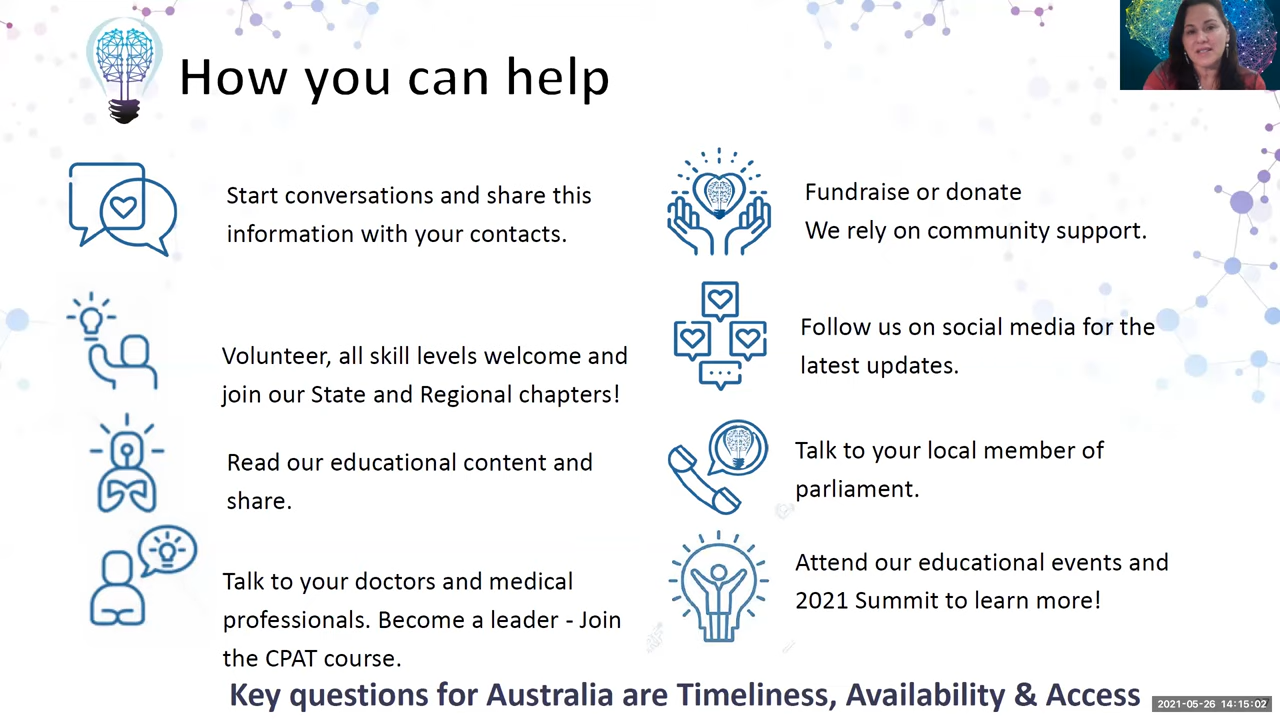 How you can help
Start conversations and share this
information with your contacts.
Volunteer, all skill levels welcome and
join our State and Regional chapters!
Read our educational content and
share.
Talk to your doctors and medical
professionals. Become a leader - Join
the CPAT course.
Fundraise or donate
We rely on community support.
Follow us on social media for the
latest updates.
Talk to your local member of
parliament.
Attend our educational events and
2021 Summit to learn more!
Key questions for Australia are Timeliness, Availability & Access
2021-05-26 14:15:02